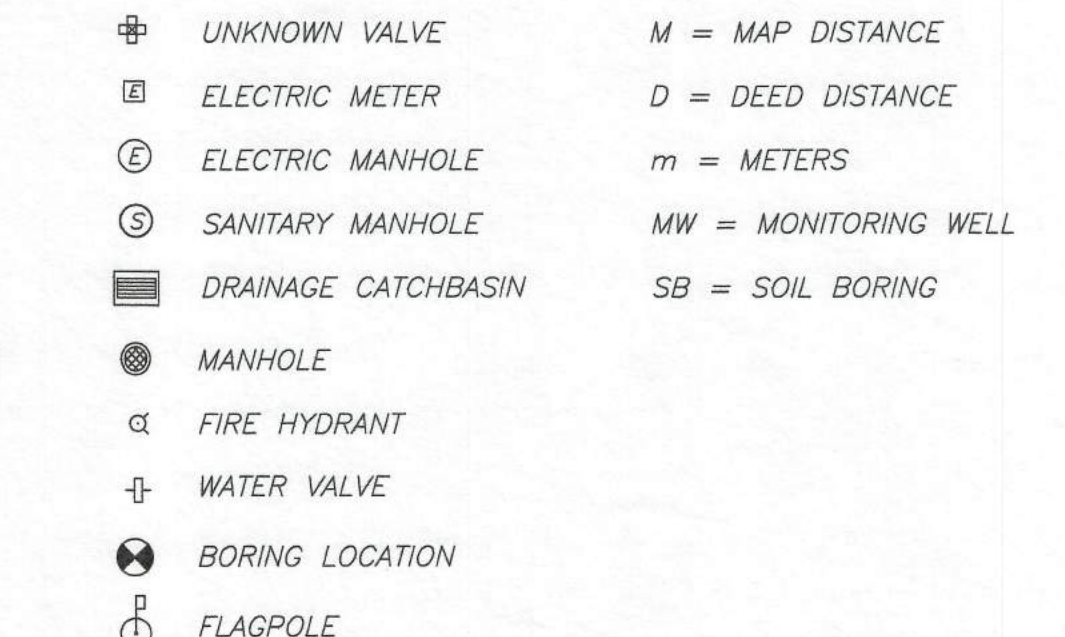 UNKNOWN VALVE
E ELECTRIC METER
E ELECTRIC MANHOLE
S SANITARY MANHOLE
DRAINAGE CATCHBASIN
MANHOLE
FIRE HYDRANT
WATER VALVE
BORING LOCATION
FLAGPOLE
M = MAP DISTANCE
D = DEED DISTANCE
m = METERS
MW = MONITORING WELL
SB = SOIL BORING